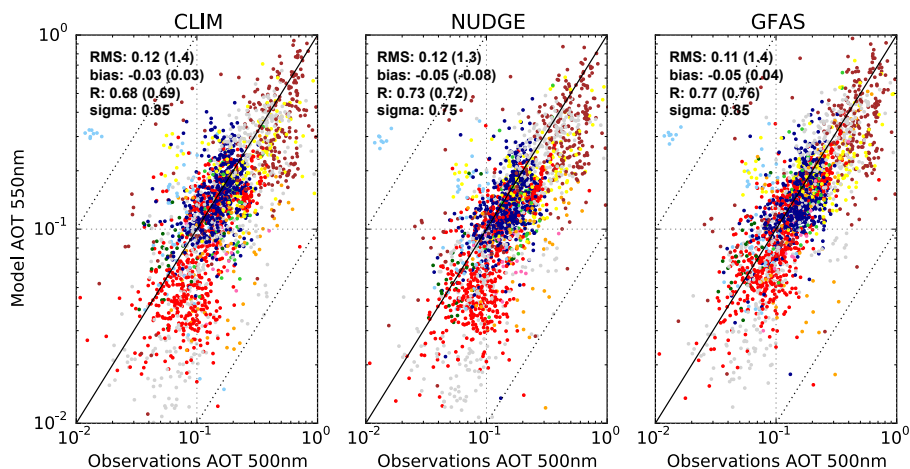 CLIM NUDGE GFAS
10⁰
RMS: 0.12 (1.4) RMS: 0.12 (1.3) RMS: 0.11 (1.4)
bias: -0.03 (0.03) bias: -0.05 (-0.08) bias: -0.05 (0.04)
R: 0.68 (0.69) R: 0.73 (0.72) R: 0.77 (0.76)
sigma: 0.85 sigma: 0.75 sigma: 0.85
Model AOT 550nm
10⁻¹
10⁻²
10⁻² 10⁻¹ 10⁰ 10⁻² 10⁻¹ 10⁰ 10⁻² 10⁻¹ 10⁰
Observations AOT 500nm Observations AOT 500nm Observations AOT 500nm